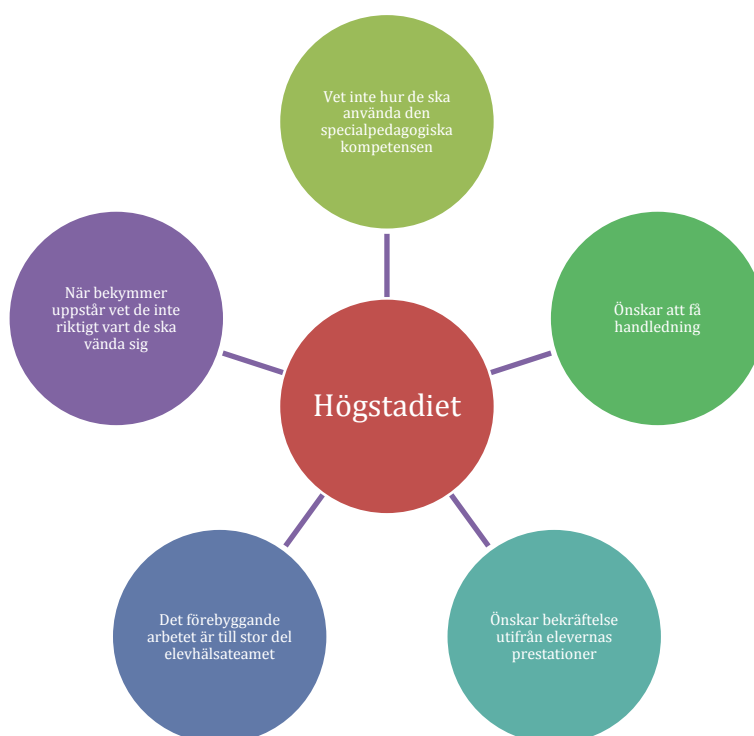 Vet inte hur de ska
använda den
specialpedagogiska
kompetensen
Önskar att få
handledning
Önskar bekräftelse
utifrån elevernas
prestationer
Det förebyggande
arbetet är till stor del
elevhälsateamet
När bekymmer
uppstår vet de inte
riktigt vart de ska
vända sig
Högstadiet